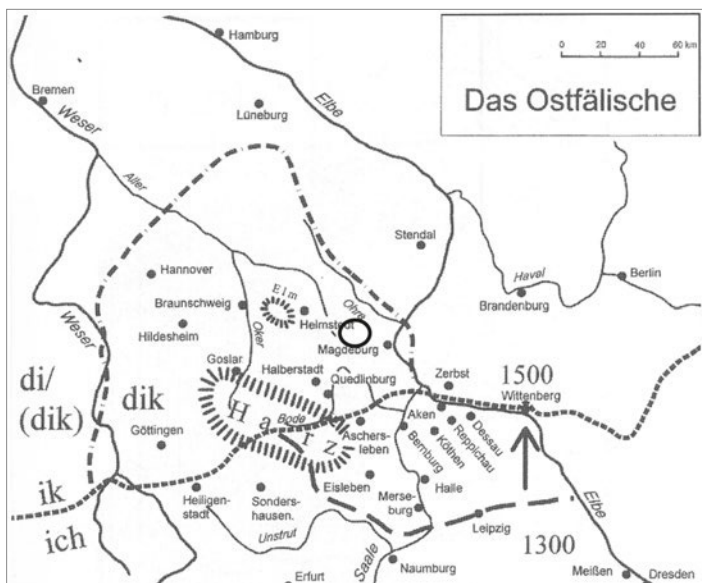 Hamburg
0 20 40 60 km
Das Ostfälische
Bremen
Weser
Lüneburg
Elbe
Aller
Stendal
Hannover
Havel
Berlin
Braunschweig
Elm
Ohre
Brandenburg
Weser
Hildesheim
Oker
Helmstedt
Magdeburg
Goslar
Halberstadt
Quedlinburg
Zerbst
1500
Wittenberg
di/
(dik)
dik
Harz
Bode
Aken
Dessau
Reppichau
Köthen
Bernburg
Göttingen
Aschers-
leben
ik
ich
Heiligen-
stadt
Sonders-
hausen.
Eisleben
Merse-
burg
Halle
Leipzig
1300
Elbe
Unstrut
Saale
Erfurt
Naumburg
Meißen
Dresden